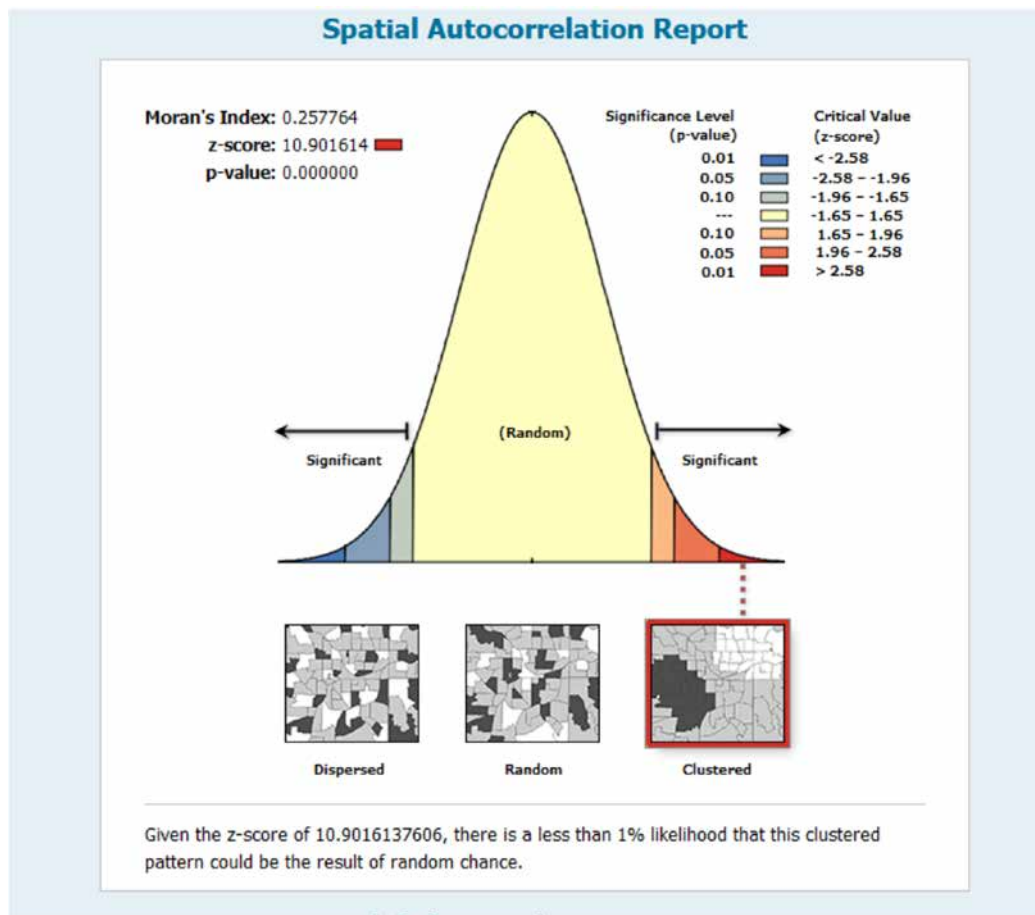 Spatial Autocorrelation Report
Moran's Index: 0.257764
z-score: 10.901614
p-value: 0.000000
Significance Level Critical Value
(p-value) (z-score)
0.01 < -2.58
0.05 -2.58 – -1.96
0.10 -1.96 – -1.65
--- -1.65 – 1.65
0.10 1.65 – 1.96
0.05 1.96 – 2.58
0.01 > 2.58
(Random)
Significant Significant
Dispersed Random Clustered
Given the z-score of 10.9016137606, there is a less than 1% likelihood that this clustered
pattern could be the result of random chance.